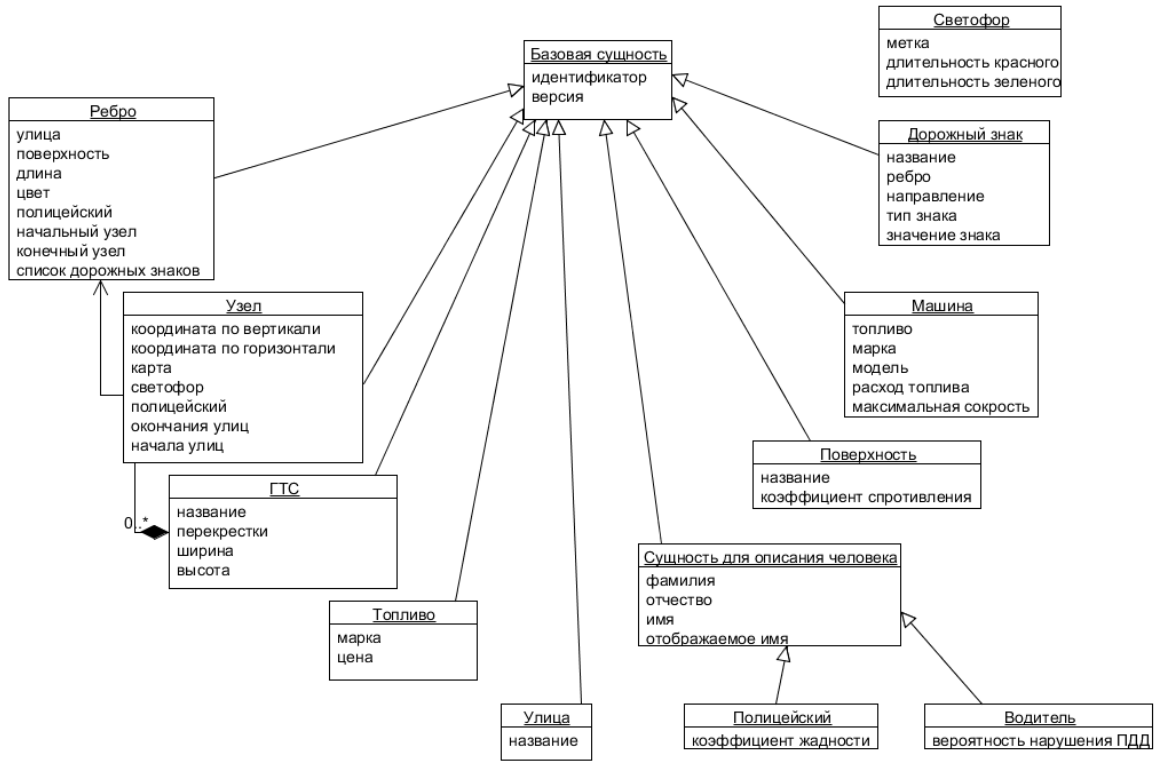 Светофор
метка
длительность красного
длительность зеленого
Базовая сущность
идентификатор
версия
Ребро
улица
поверхность
длина
цвет
полицейский
начальный узел
конечный узел
список дорожных знаков
Дорожный знак
название
ребро
направление
тип знака
значение знака
Узел
координата по вертикали
координата по горизонтали
карта
светофор
полицейский
окончания улиц
начала улиц
Машина
топливо
марка
модель
расход топлива
максимальная сокрость
Поверхность
название
коэффициент спротивления
ГТС
название
перекрестки
ширина
высота
0..*
Сущность для описания человека
фамилия
отчество
имя
отображаемое имя
Топливо
марка
цена
Улица
название
Полицейский
коэффициент жадности
Водитель
вероятность нарушения ПДД